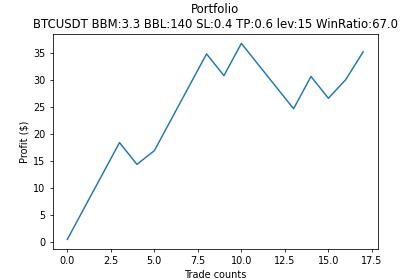 Portfolio
BTCUSDT BBM:3.3 BBL:140 SL:0.4 TP:0.6 lev:15 WinRatio:67.0
35
30
25
20
15
10
5
0
Profit ($)
0.0 2.5 5.0 7.5 10.0 12.5 15.0 17.5
Trade counts